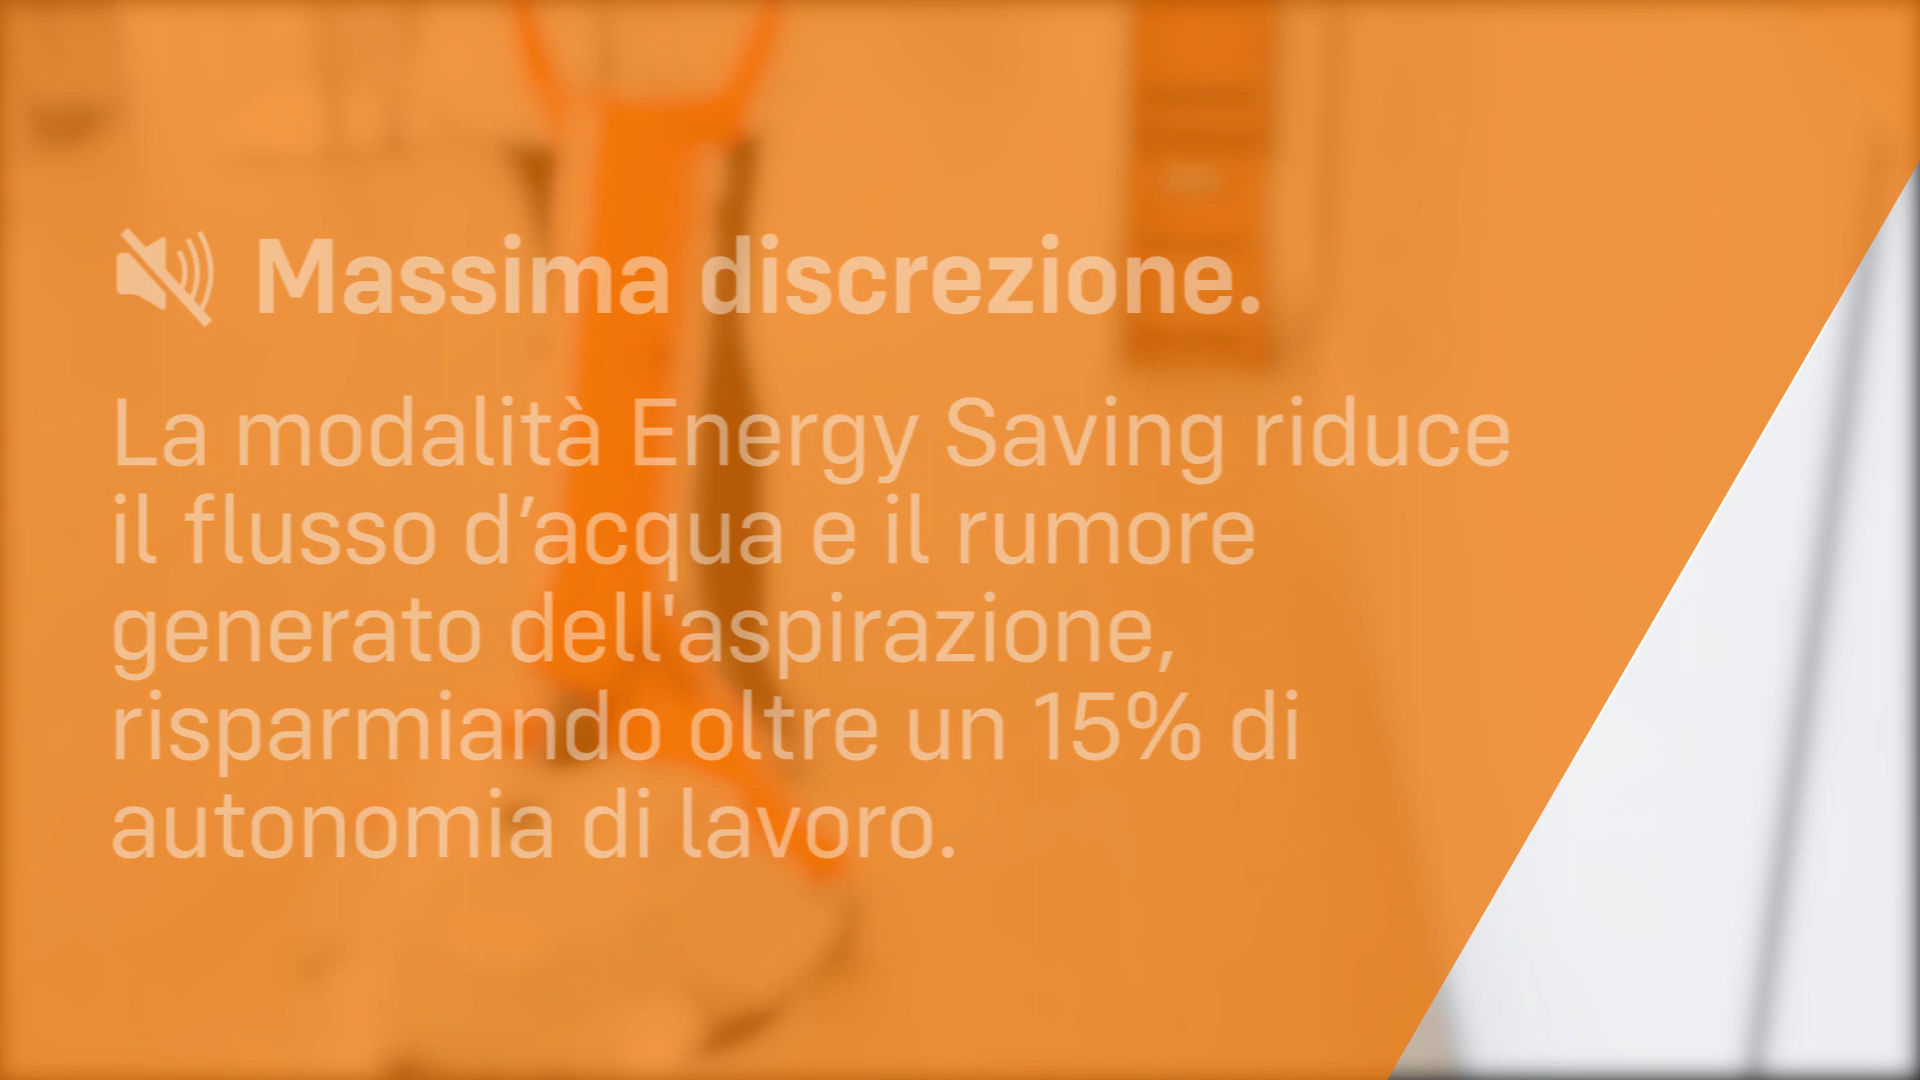 Massima discrezione.
La modalità Energy Saving riduce
il flusso d’acqua e il rumore
generato dell'aspirazione,
risparmiando oltre un 15% di
autonomia di lavoro.